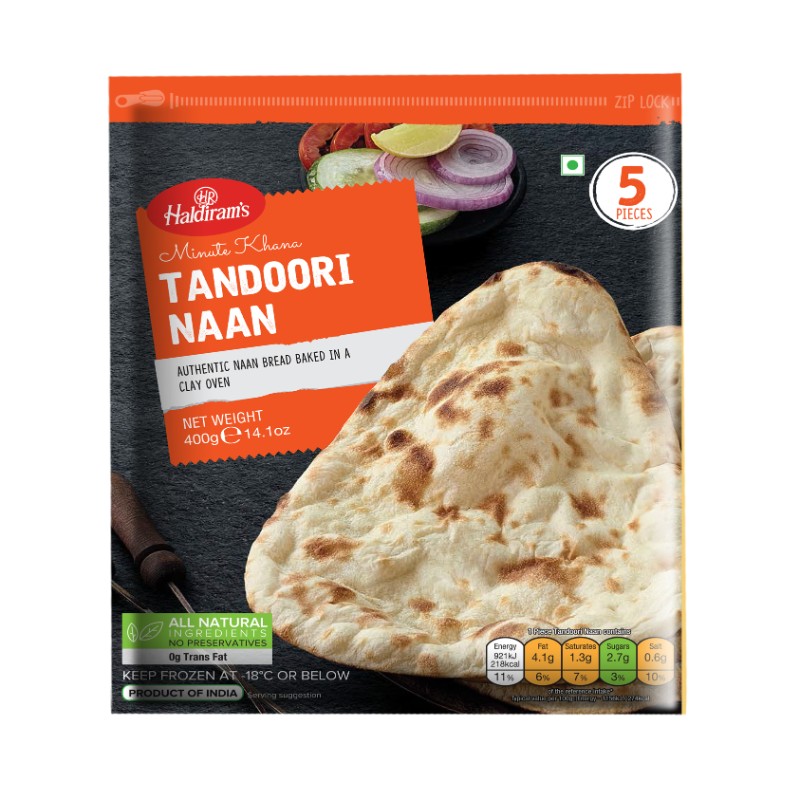 ZIP LOCK
HR
Haldiram's
5
PIECES
Minute Khana
TANDOORI
NAAN
AUTHENTIC NAAN BREAD BAKED IN A
CLAY OVEN
NET WEIGHT
400g℮14.1oz
ALL NATURAL
INGREDIENTS
NO PRESERVATIVES
0g Trans Fat
KEEP FROZEN AT -18°C OR BELOW
PRODUCT OF INDIA Serving suggestion
1 Piece Tandoori Naan contains
Energy Fat Saturates Sugars Salt
921kJ
218kcal 4.1g 1.3g 2.7g 0.6g
11% 6% 7% 3% 10%
of the reference intake*